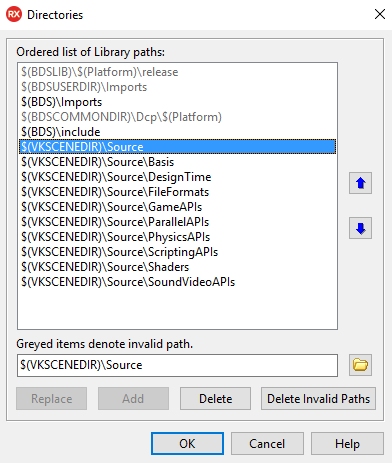 RX Directories
Ordered list of Library paths:
$(BDSLIB)\$(Platform)\release
$(BDSUSERDIR)\Imports
$(BDS)\Imports
$(BDSCOMMONDIR)\Dcp\$(Platform)
$(BDS)\include
$(VKSCENEDIR)\Source
$(VKSCENEDIR)\Source\Basis
$(VKSCENEDIR)\Source\DesignTime
$(VKSCENEDIR)\Source\FileFormats
$(VKSCENEDIR)\Source\GameAPIs
$(VKSCENEDIR)\Source\ParallelAPIs
$(VKSCENEDIR)\Source\PhysicsAPIs
$(VKSCENEDIR)\Source\ScriptingAPIs
$(VKSCENEDIR)\Source\Shaders
$(VKSCENEDIR)\Source\SoundVideoAPIs
Greyed items denote invalid path.
$(VKSCENEDIR)\Source
Replace Add Delete Delete Invalid Paths
OK Cancel Help